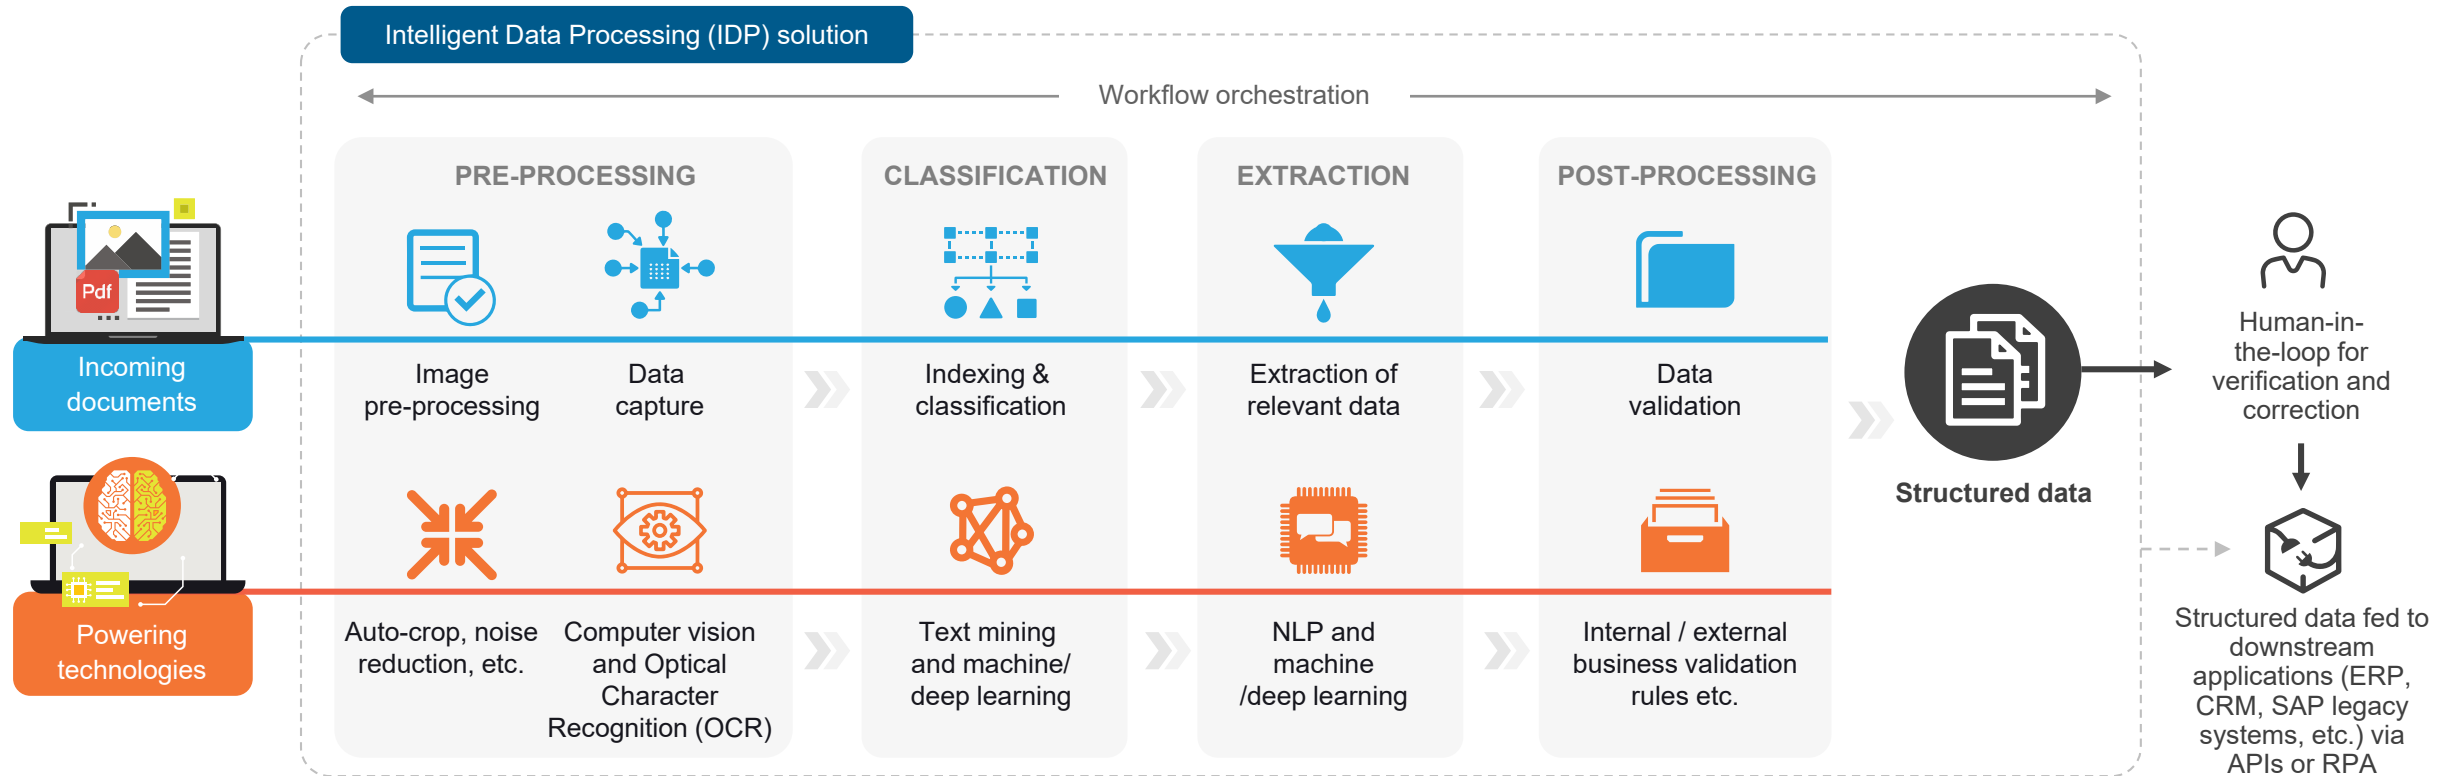 Intelligent Data Processing (IDP) solution
Workflow orchestration
PRE-PROCESSING
CLASSIFICATION
EXTRACTION
POST-PROCESSING
Pdf
Incoming
documents
Image
pre-processing
Data
capture
Indexing &
classification
Extraction of
relevant data
Data
validation
Structured data
Human-in-
the-loop for
verification and
correction
Powering
technologies
Auto-crop, noise
reduction, etc.
Computer vision
and Optical
Character
Recognition (OCR)
Text mining
and machine/
deep learning
NLP and
machine
/deep learning
Internal / external
business validation
rules etc.
Structured data fed to
downstream
applications (ERP,
CRM, SAP legacy
systems, etc.) via
APIs or RPA